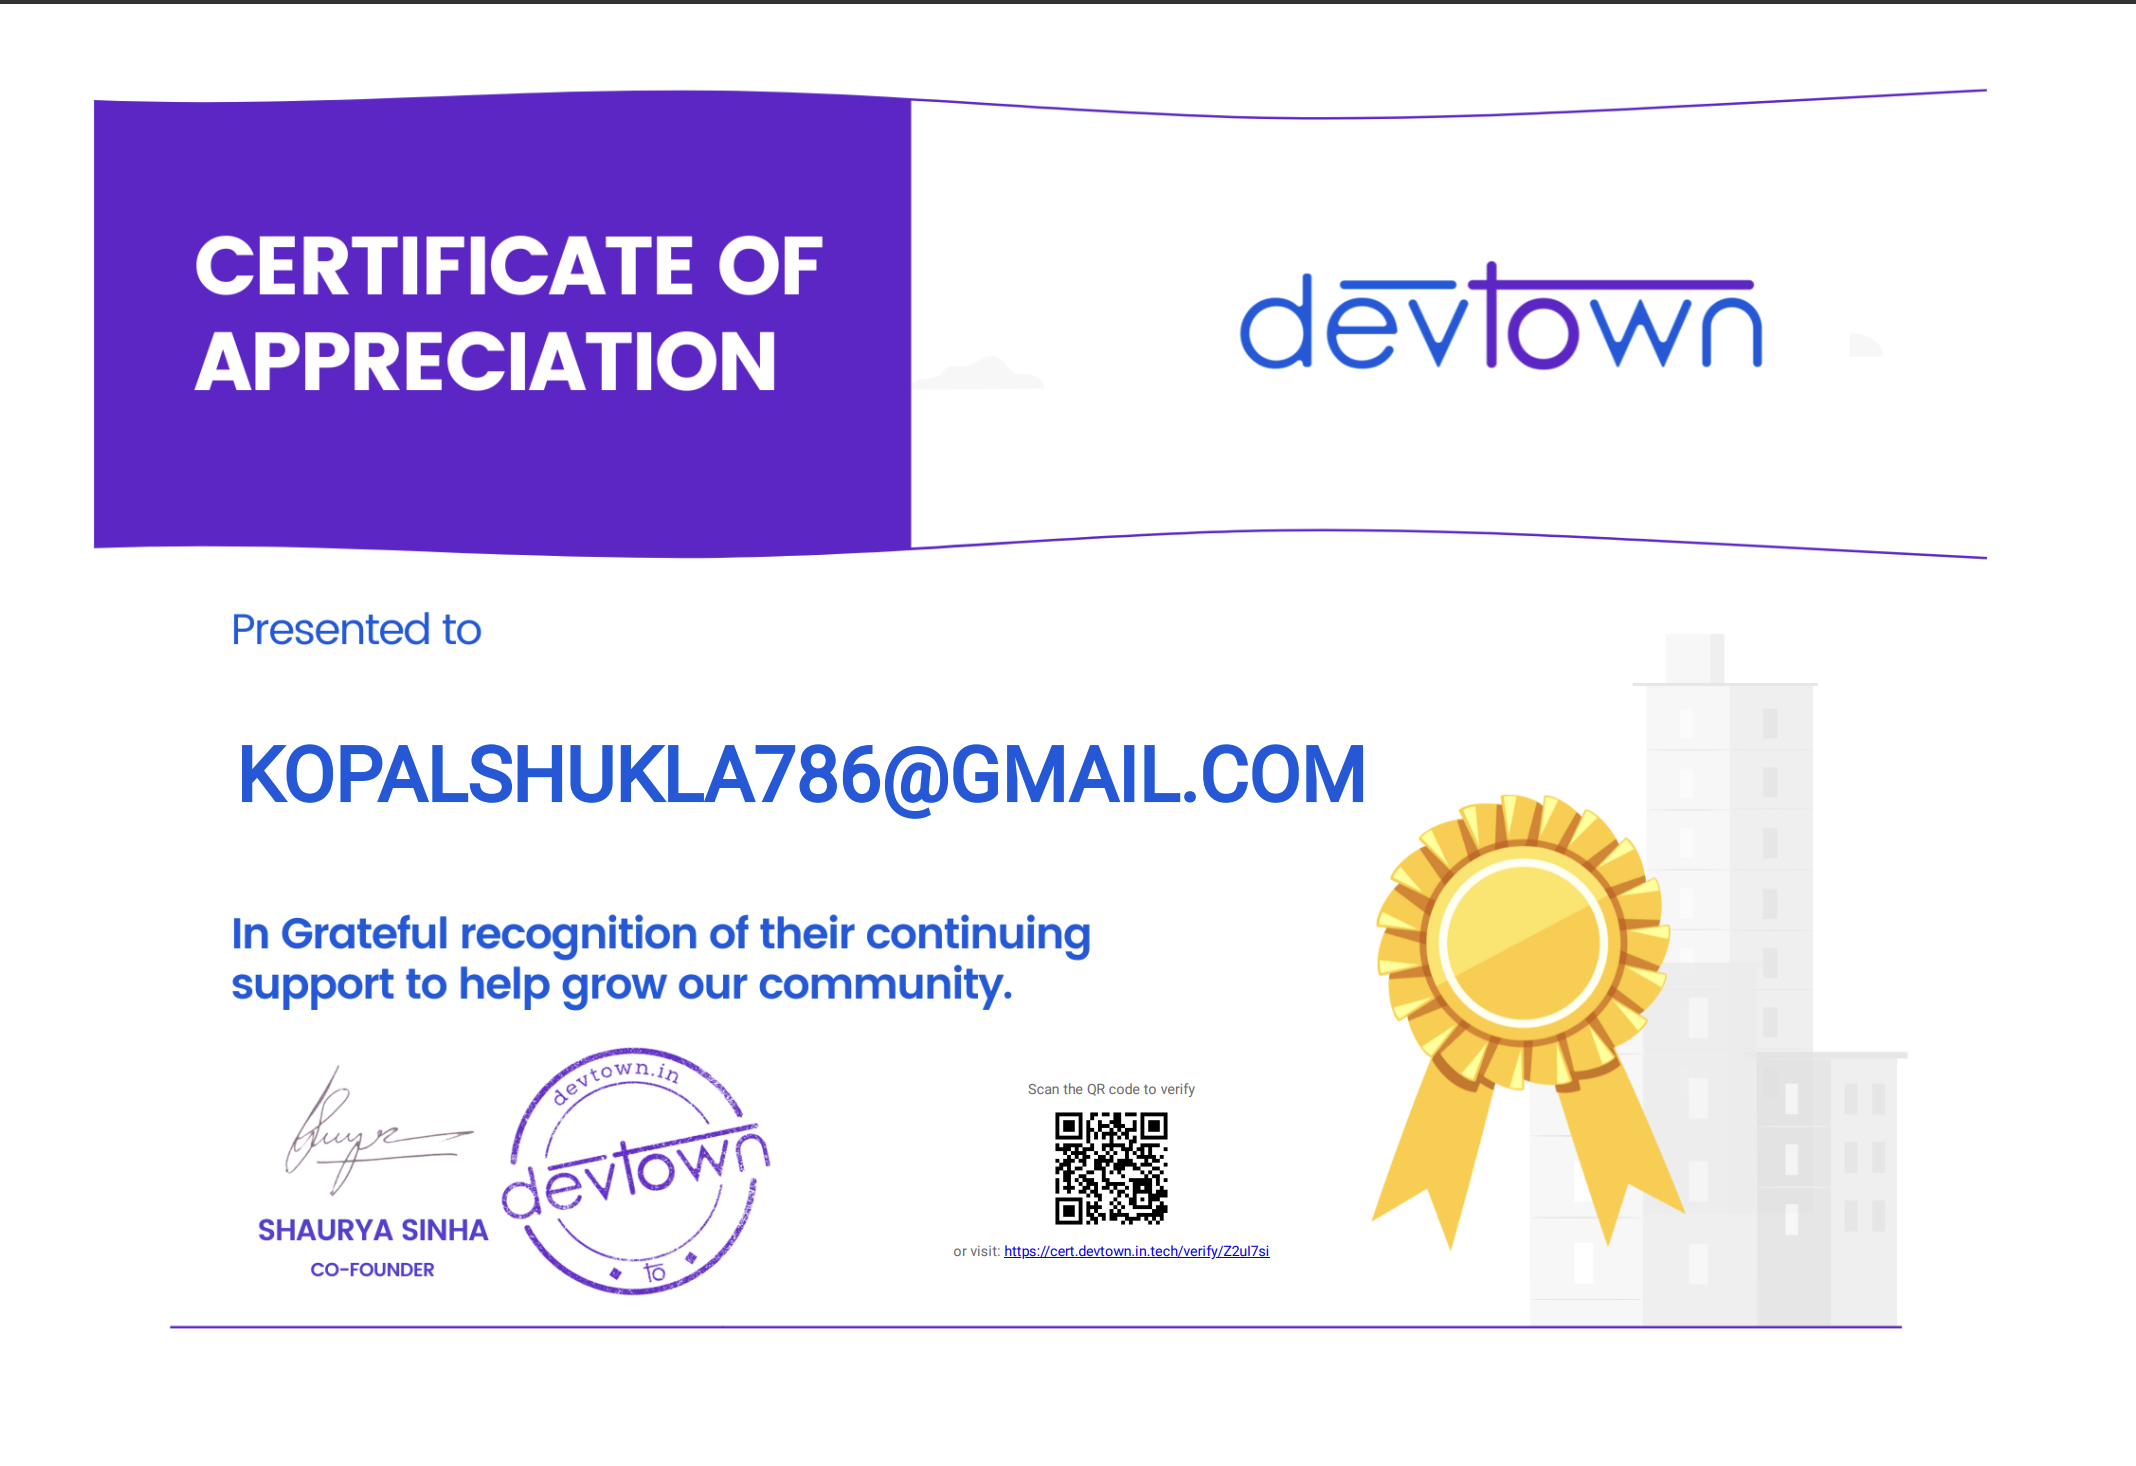 CERTIFICATE OF
APPRECIATION
devtown
Presented to
KOPALSHUKLA786@GMAIL.COM
In Grateful recognition of their continuing
support to help grow our community.
SHAURYA SINHA
CO-FOUNDER
devtown.in
devtown
to
Scan the QR code to verify
or visit: https://cert.devtown.in.tech/verify/Z2ul7si